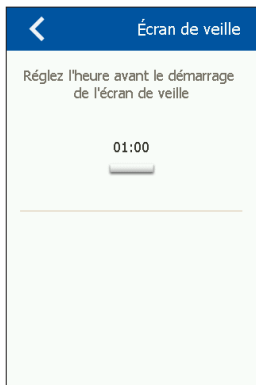 Écran de veille
Réglez l'heure avant le démarrage
de l'écran de veille
01:00